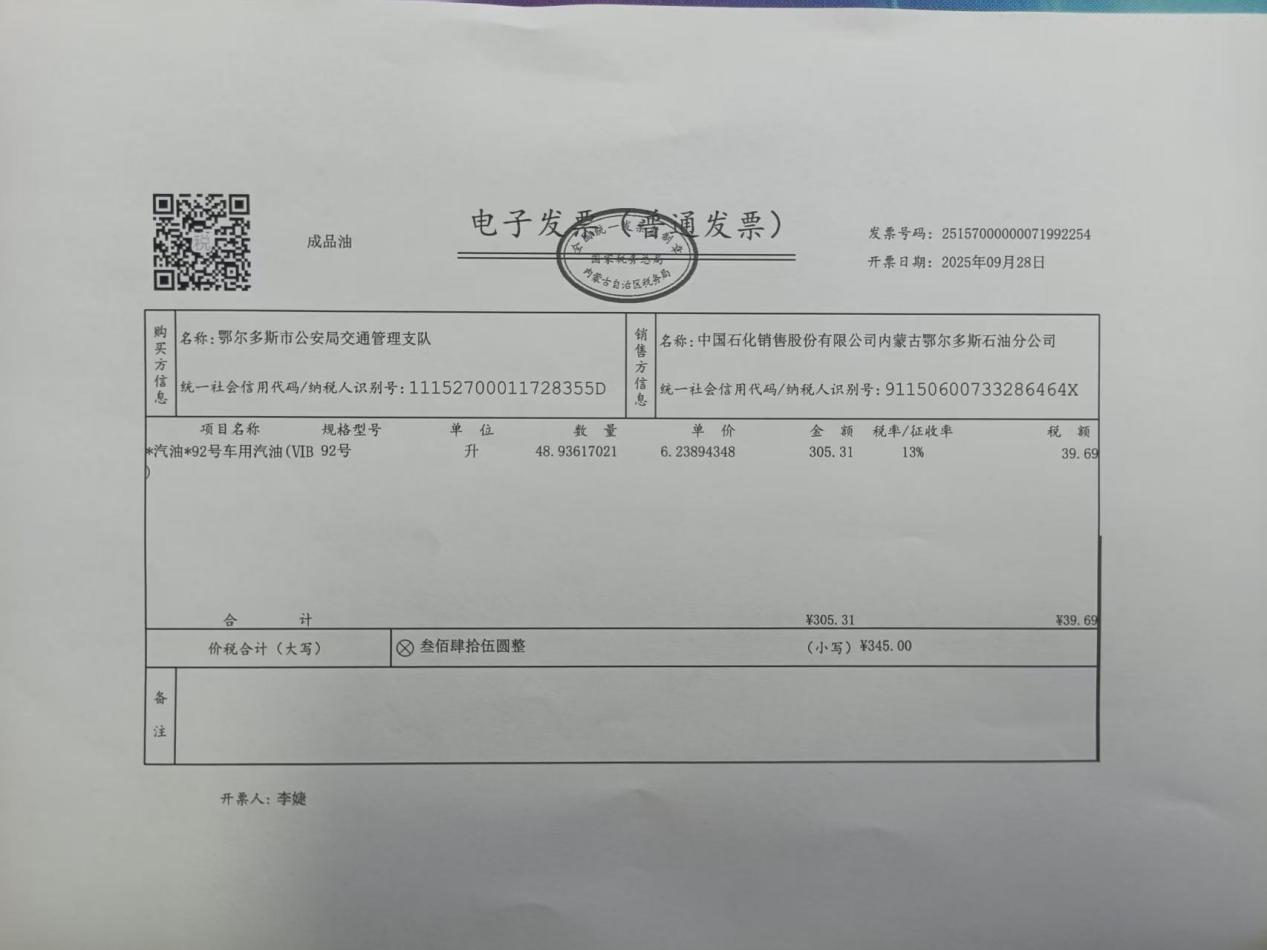 电子发票（普通发票）
税
成品油
全国统一发票监制章
国家税务总局
内蒙古自治区税务局
发票号码：25157000000071992254
开票日期：2025年09月28日
购买方信息
名称：鄂尔多斯市公安局交通管理支队
统一社会信用代码/纳税人识别号：11152700011728355D
销售方信息
名称：中国石化销售股份有限公司内蒙古鄂尔多斯石油分公司
统一社会信用代码/纳税人识别号：91150600733286464X
项目名称 规格型号 单 位 数 量 单 价 金 额 税率/征收率 税 额
*汽油*92号车用汽油(VIB 92号 升 48.93617021 6.23894348 305.31 13% 39.69
)
合 计 ¥305.31 ¥39.69
价税合计（大写） ⊗ 叁佰肆拾伍圆整 （小写）¥345.00
备注
开票人：李婕